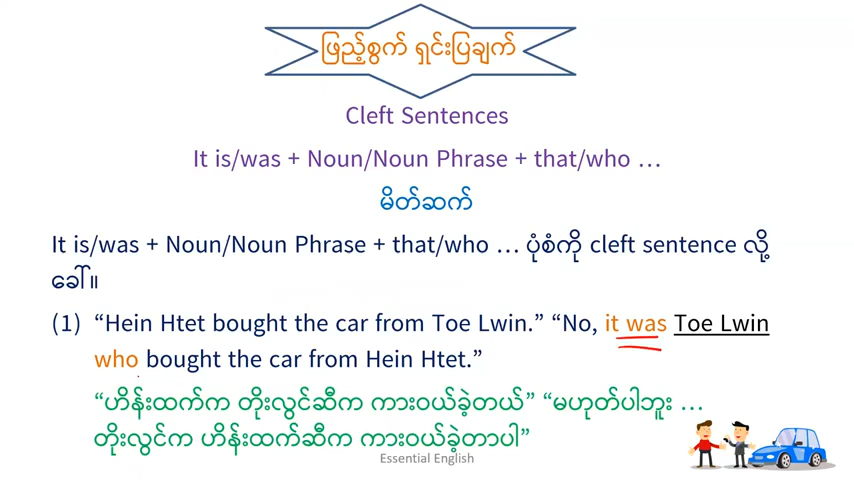 ဖြည့်စွက် ရှင်းပြချက်
Cleft Sentences
It is/was + Noun/Noun Phrase + that/who …
မိတ်ဆက်
It is/was + Noun/Noun Phrase + that/who … ပုံစံကို cleft sentence လို့
ခေါ်။
(1) “Hein Htet bought the car from Toe Lwin.” “No, it was Toe Lwin
who bought the car from Hein Htet.”
“ဟိန်းထက်က တိုးလွင်ဆီက ကားဝယ်ခဲ့တယ်” “မဟုတ်ပါဘူး …
တိုးလွင်က ဟိန်းထက်ဆီက ကားဝယ်ခဲ့တာပါ”
Essential English